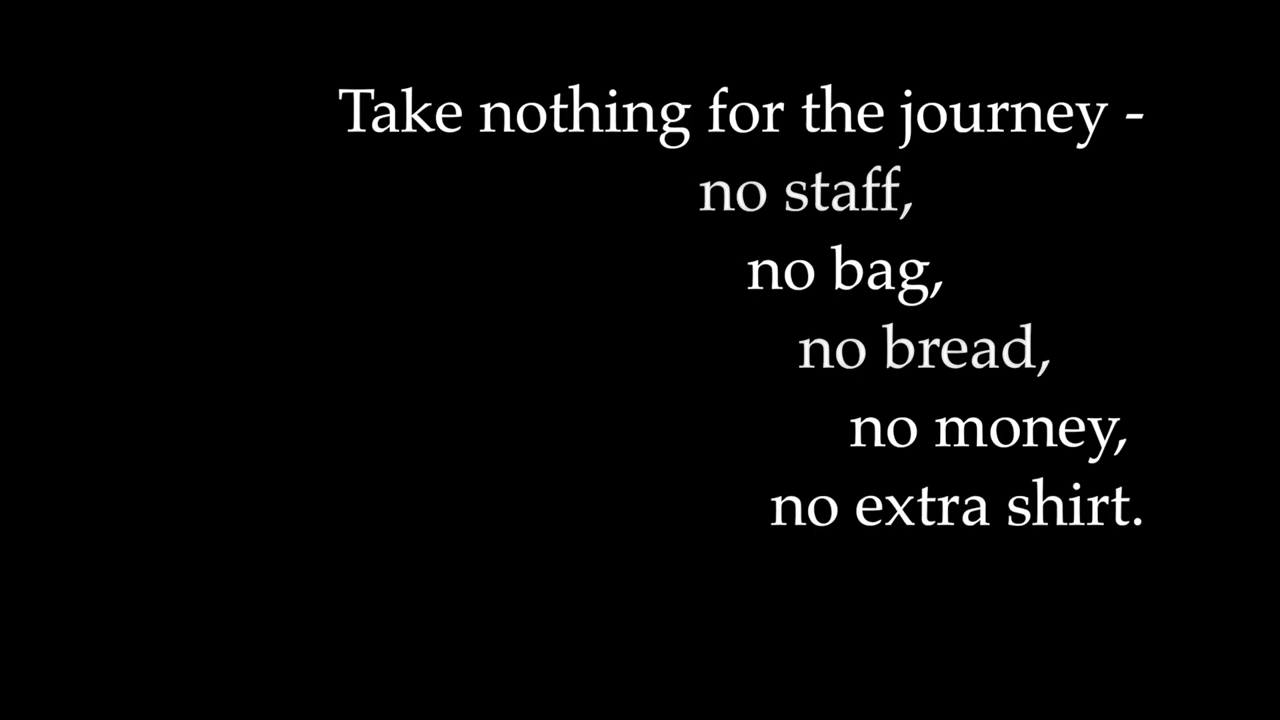 Take nothing for the journey -
no staff,
no bag,
no bread,
no money,
no extra shirt.